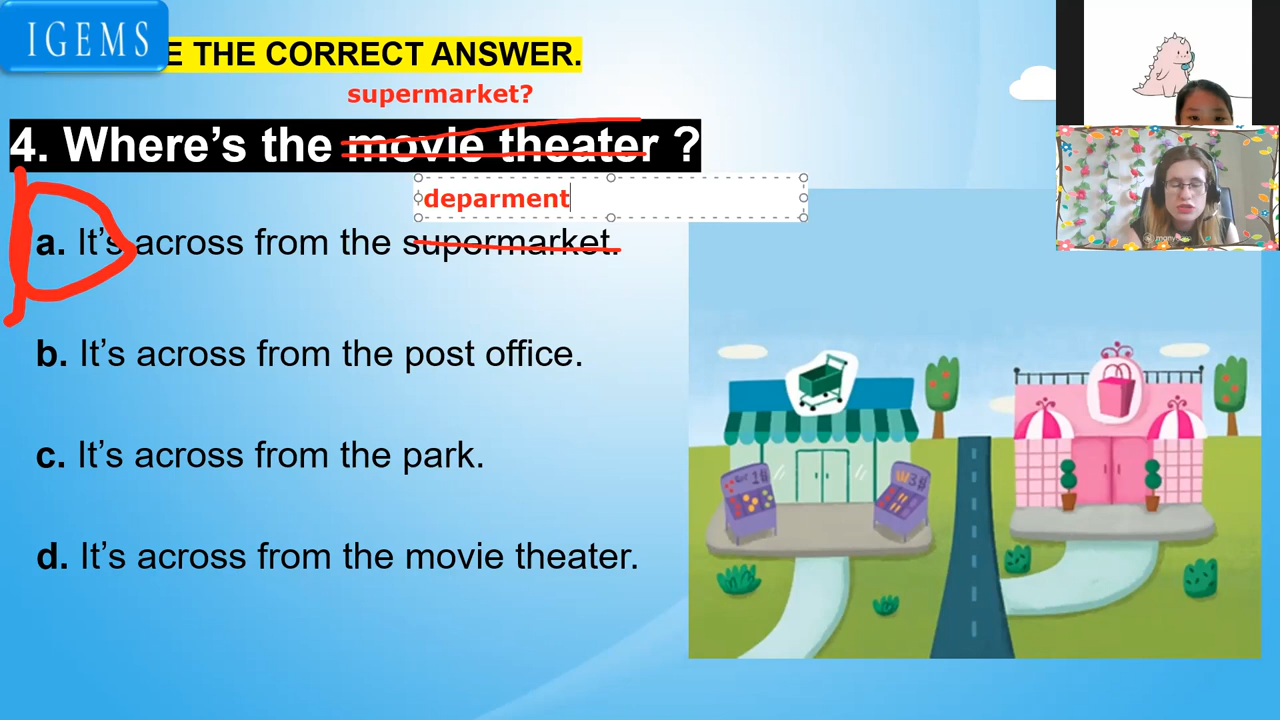 IGEMS
E THE CORRECT ANSWER.
supermarket?
4. Where's the movie theater ?
deparment
a. It's across from the supermarket.
b. It's across from the post office.
c. It's across from the park.
d. It's across from the movie theater.